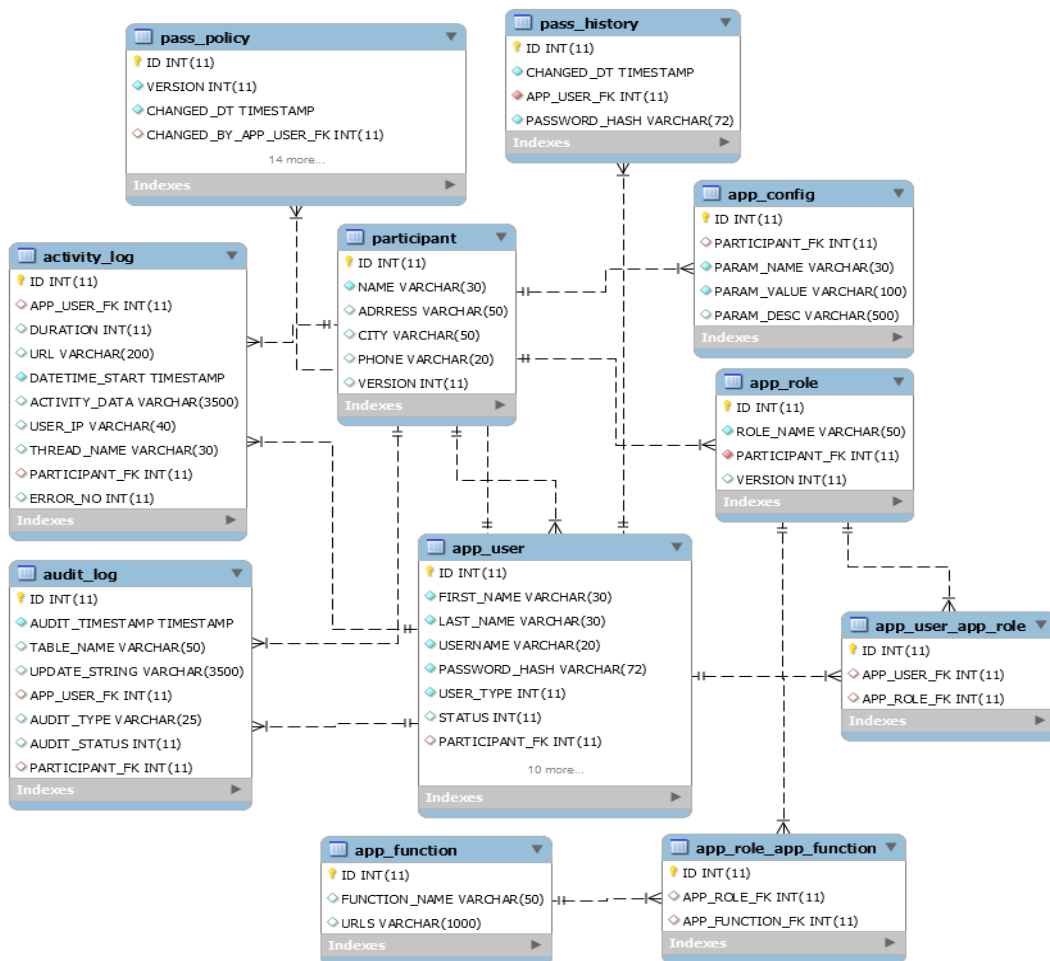 pass_policy
ID INT(11)
VERSION INT(11)
CHANGED_DT TIMESTAMP
CHANGED_BY_APP_USER_FK INT(11)
14 more...
Indexes
pass_history
ID INT(11)
CHANGED_DT TIMESTAMP
APP_USER_FK INT(11)
PASSWORD_HASH VARCHAR(72)
Indexes
app_config
ID INT(11)
PARTICIPANT_FK INT(11)
PARAM_NAME VARCHAR(30)
PARAM_VALUE VARCHAR(100)
PARAM_DESC VARCHAR(500)
Indexes
participant
ID INT(11)
NAME VARCHAR(30)
ADRRESS VARCHAR(50)
CITY VARCHAR(50)
PHONE VARCHAR(20)
VERSION INT(11)
Indexes
activity_log
ID INT(11)
APP_USER_FK INT(11)
DURATION INT(11)
URL VARCHAR(200)
DATETIME_START TIMESTAMP
ACTIVITY_DATA VARCHAR(3500)
USER_IP VARCHAR(40)
THREAD_NAME VARCHAR(30)
PARTICIPANT_FK INT(11)
ERROR_NO INT(11)
Indexes
app_role
ID INT(11)
ROLE_NAME VARCHAR(50)
PARTICIPANT_FK INT(11)
VERSION INT(11)
Indexes
app_user
ID INT(11)
FIRST_NAME VARCHAR(30)
LAST_NAME VARCHAR(30)
USERNAME VARCHAR(20)
PASSWORD_HASH VARCHAR(72)
USER_TYPE INT(11)
STATUS INT(11)
PARTICIPANT_FK INT(11)
10 more...
Indexes
audit_log
ID INT(11)
AUDIT_TIMESTAMP TIMESTAMP
TABLE_NAME VARCHAR(50)
UPDATE_STRING VARCHAR(3500)
APP_USER_FK INT(11)
AUDIT_TYPE VARCHAR(25)
AUDIT_STATUS INT(11)
PARTICIPANT_FK INT(11)
Indexes
app_user_app_role
ID INT(11)
APP_USER_FK INT(11)
APP_ROLE_FK INT(11)
Indexes
app_function
ID INT(11)
FUNCTION_NAME VARCHAR(50)
URLS VARCHAR(1000)
Indexes
app_role_app_function
ID INT(11)
APP_ROLE_FK INT(11)
APP_FUNCTION_FK INT(11)
Indexes